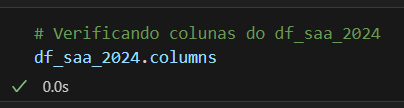 # Verificando colunas do df_saa_2024
df_saa_2024.columns
0.0s